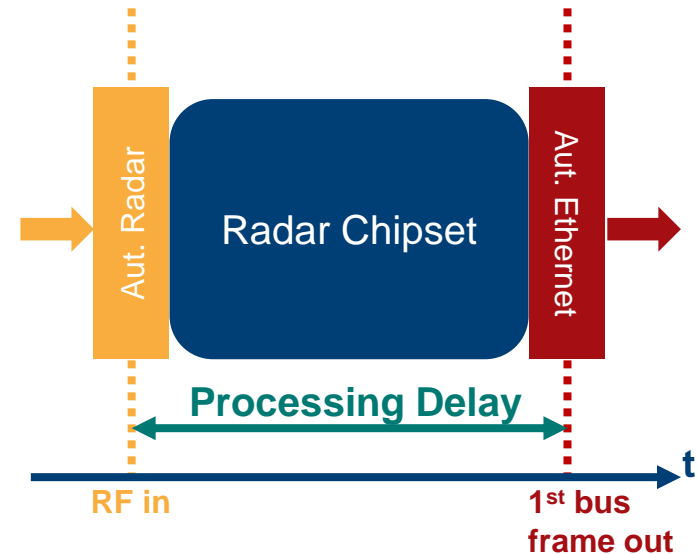 Aut. Radar
Radar Chipset
Aut. Ethernet
Processing Delay
t
RF in
1st bus
frame out